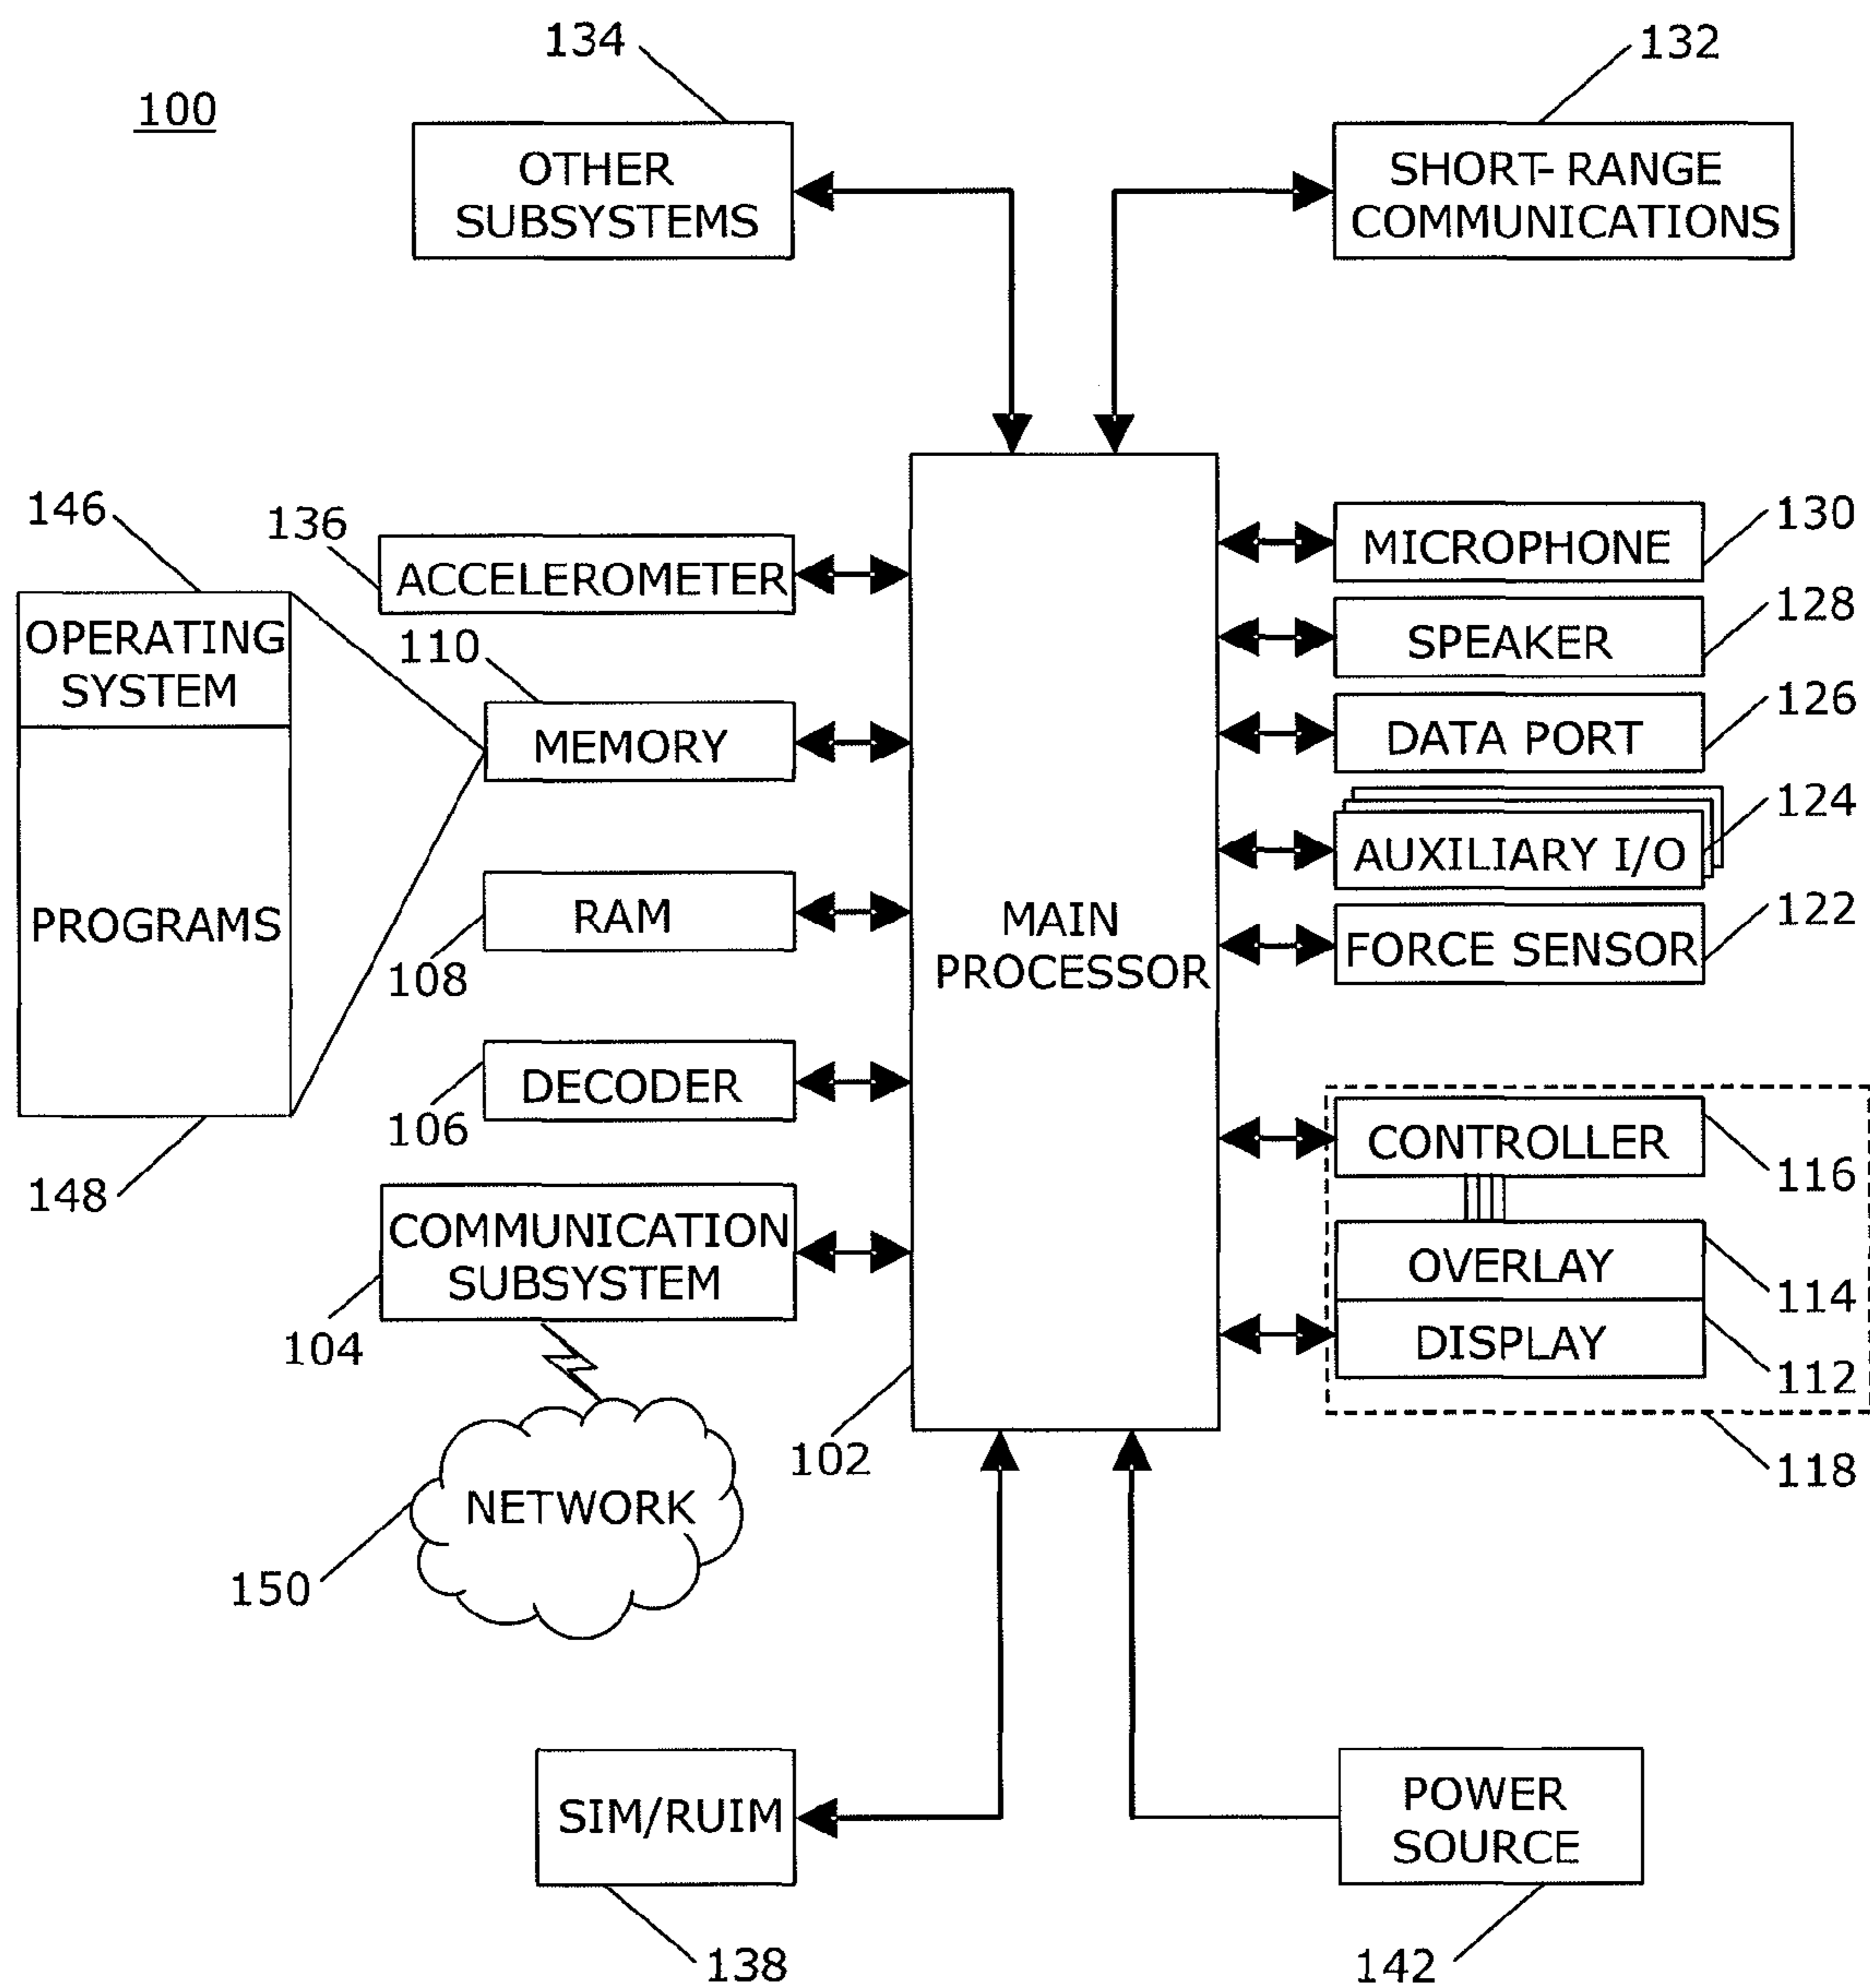 134
132
100
OTHER
SUBSYSTEMS
SHORT-RANGE
COMMUNICATIONS
146
136
ACCELEROMETER
OPERATING
SYSTEM
PROGRAMS
148
110
MEMORY
RAM
108
DECODER
106
COMMUNICATION
SUBSYSTEM
104
NETWORK
150
MAIN
PROCESSOR
102
MICROPHONE
130
SPEAKER
128
DATA PORT
126
AUXILIARY I/O
124
FORCE SENSOR
122
CONTROLLER
116
OVERLAY
114
DISPLAY
112
118
SIM/RUIM
138
POWER
SOURCE
142